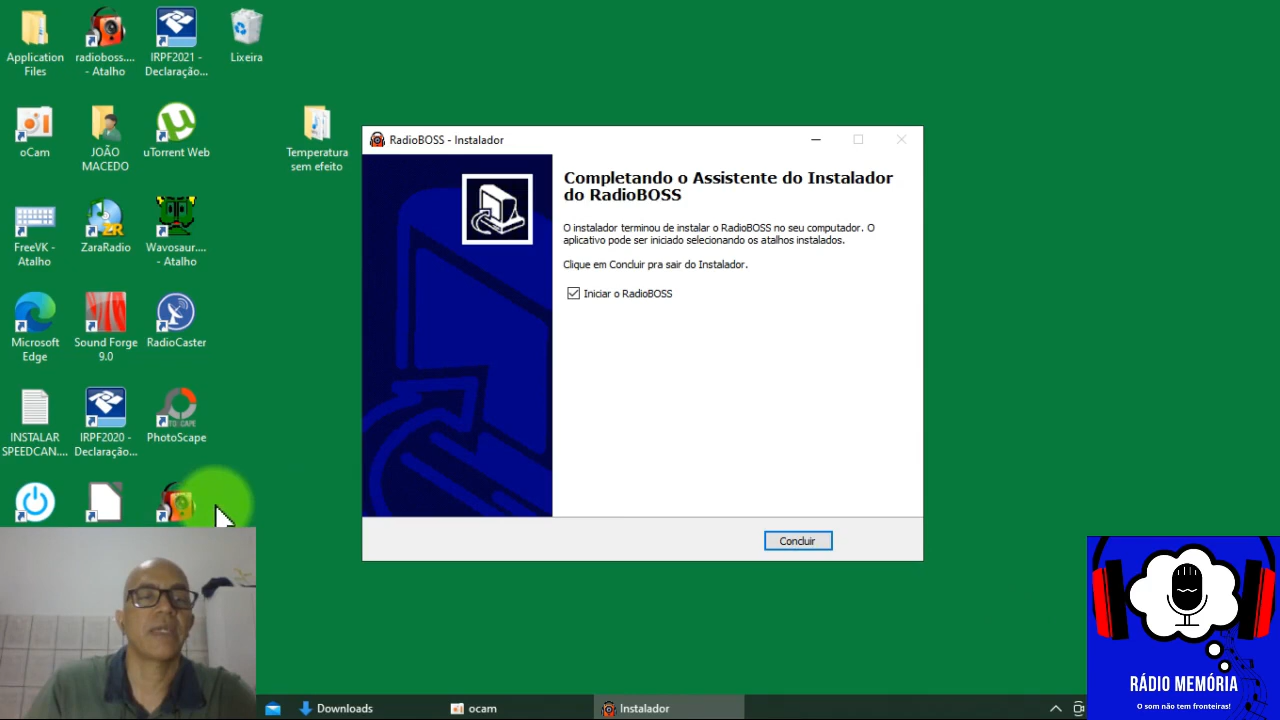 Application
Files
radioboss....
- Atalho
IRPF2021 -
Declaração...
Lixeira
oCam
JOÃO
MACEDO
uTorrent Web
Temperatura
sem efeito
FreeVK -
Atalho
ZaraRadio
Wavosaur....
- Atalho
Microsoft
Edge
Sound Forge
9.0
RadioCaster
INSTALAR
SPEEDCAN....
IRPF2020 -
Declaração...
PhotoScape
RadioBOSS - Instalador
Completando o Assistente do Instalador
do RadioBOSS
O instalador terminou de instalar o RadioBOSS no seu computador. O
aplicativo pode ser iniciado selecionando os atalhos instalados.
Clique em Concluir pra sair do Instalador.
Iniciar o RadioBOSS
Concluir
RÁDIO MEMÓRIA
O som não tem fronteiras!
Downloads
ocam
Instalador